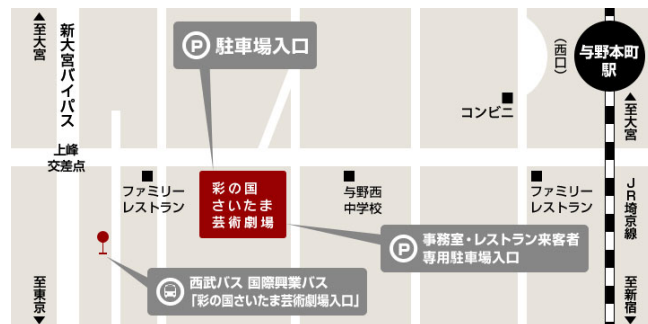 ▲至大宮
新大宮バイパス
P 駐車場入口
(西口)
与野本町
駅
▲至大宮
コンビニ
上峰
交差点
ファミリー
レストラン
彩の国
さいたま
芸術劇場
与野西
中学校
ファミリー
レストラン
JR埼京線
P 事務室・レストラン来客者
専用駐車場入口
西武バス 国際興業バス
「彩の国さいたま芸術劇場入口」
至東京▼
至新宿▼